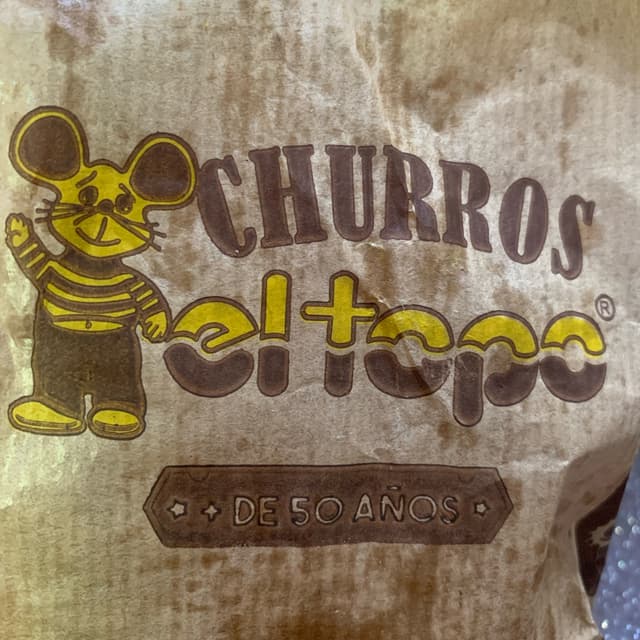 CHURROS
el topo ®
+ DE 50 AÑOS